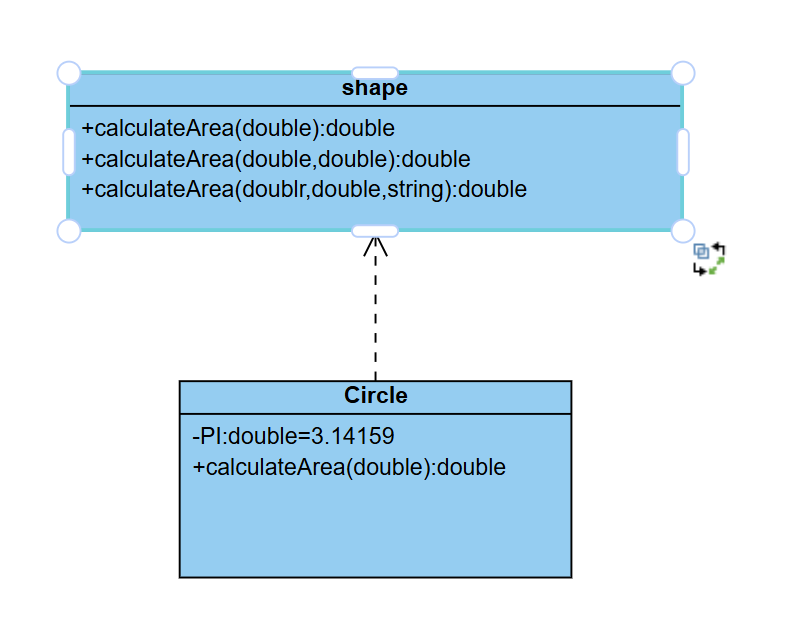 shape
+calculateArea(double):double
+calculateArea(double,double):double
+calculateArea(doublr,double,string):double
Circle
-PI:double=3.14159
+calculateArea(double):double